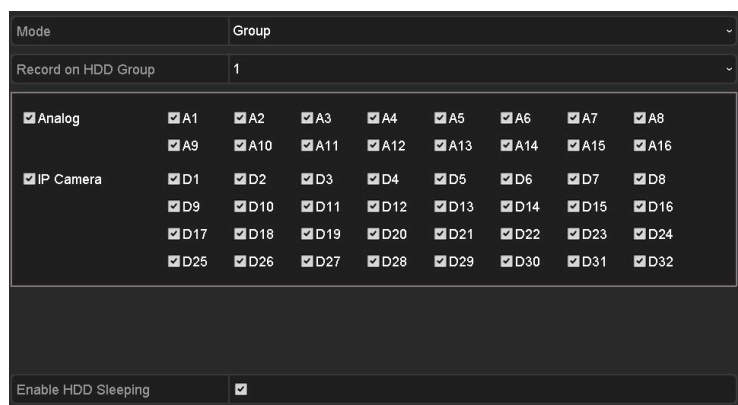 Mode Group
Record on HDD Group 1
Analog A1 A2 A3 A4 A5 A6 A7 A8
A9 A10 A11 A12 A13 A14 A15 A16
IP Camera D1 D2 D3 D4 D5 D6 D7 D8
D9 D10 D11 D12 D13 D14 D15 D16
D17 D18 D19 D20 D21 D22 D23 D24
D25 D26 D27 D28 D29 D30 D31 D32
Enable HDD Sleeping